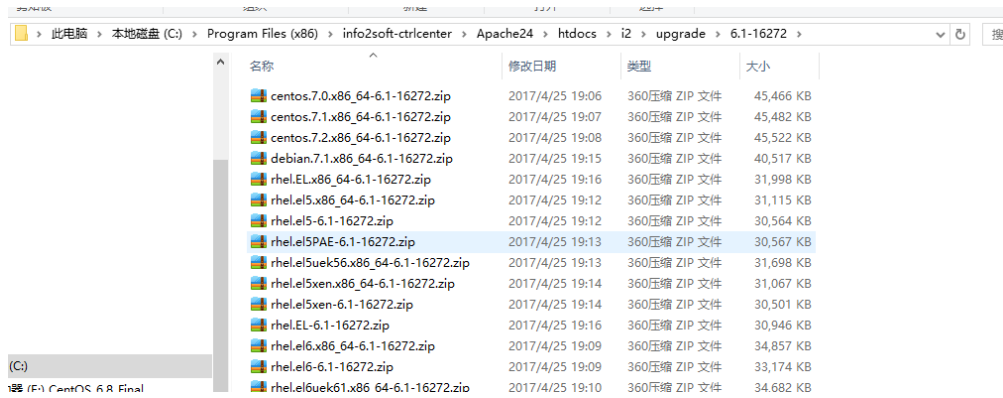 此电脑 › 本地磁盘 (C:) › Program Files (x86) › info2soft-ctrlcenter › Apache24 › htdocs › i2 › upgrade › 6.1-16272 ›
名称 修改日期 类型 大小
centos.7.0.x86_64-6.1-16272.zip 2017/4/25 19:06 360压缩 ZIP 文件 45,466 KB
centos.7.1.x86_64-6.1-16272.zip 2017/4/25 19:07 360压缩 ZIP 文件 45,482 KB
centos.7.2.x86_64-6.1-16272.zip 2017/4/25 19:08 360压缩 ZIP 文件 45,522 KB
debian.7.1.x86_64-6.1-16272.zip 2017/4/25 19:15 360压缩 ZIP 文件 40,517 KB
rhel.EL.x86_64-6.1-16272.zip 2017/4/25 19:16 360压缩 ZIP 文件 31,998 KB
rhel.el5.x86_64-6.1-16272.zip 2017/4/25 19:12 360压缩 ZIP 文件 31,115 KB
rhel.el5-6.1-16272.zip 2017/4/25 19:12 360压缩 ZIP 文件 30,564 KB
rhel.el5PAE-6.1-16272.zip 2017/4/25 19:13 360压缩 ZIP 文件 30,567 KB
rhel.el5uek56.x86_64-6.1-16272.zip 2017/4/25 19:13 360压缩 ZIP 文件 31,698 KB
rhel.el5xen.x86_64-6.1-16272.zip 2017/4/25 19:14 360压缩 ZIP 文件 31,067 KB
rhel.el5xen-6.1-16272.zip 2017/4/25 19:14 360压缩 ZIP 文件 30,501 KB
rhel.EL-6.1-16272.zip 2017/4/25 19:16 360压缩 ZIP 文件 30,946 KB
rhel.el6.x86_64-6.1-16272.zip 2017/4/25 19:09 360压缩 ZIP 文件 34,857 KB
(C:) rhel.el6-6.1-16272.zip 2017/4/25 19:09 360压缩 ZIP 文件 33,174 KB
(F:) CentOS_6.8_Final rhel.el6uek61.x86_64-6.1-16272.zip 2017/4/25 19:10 360压缩 ZIP 文件 34,682 KB